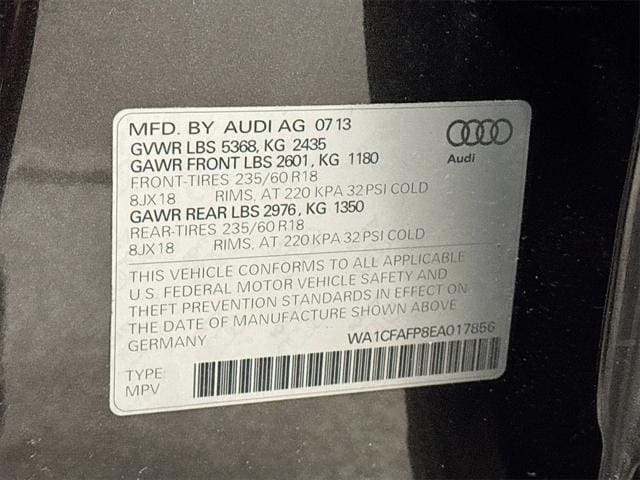 MFD. BY AUDI AG 07 13
GVWR LBS 5368, KG 2435
GAWR FRONT LBS 2601, KG 1180
FRONT-TIRES 235/60 R18
8JX18 RIMS, AT 220 KPA 32 PSI COLD
GAWR REAR LBS 2976, KG 1350
REAR-TIRES 235/60 R18
8JX18 RIMS, AT 220 KPA 32 PSI COLD
Audi
THIS VEHICLE CONFORMS TO ALL APPLICABLE
U.S. FEDERAL MOTOR VEHICLE SAFETY AND
THEFT PREVENTION STANDARDS IN EFFECT ON
THE DATE OF MANUFACTURE SHOWN ABOVE
GERMANY
WA1CFAFP8EA017856
TYPE
MPV